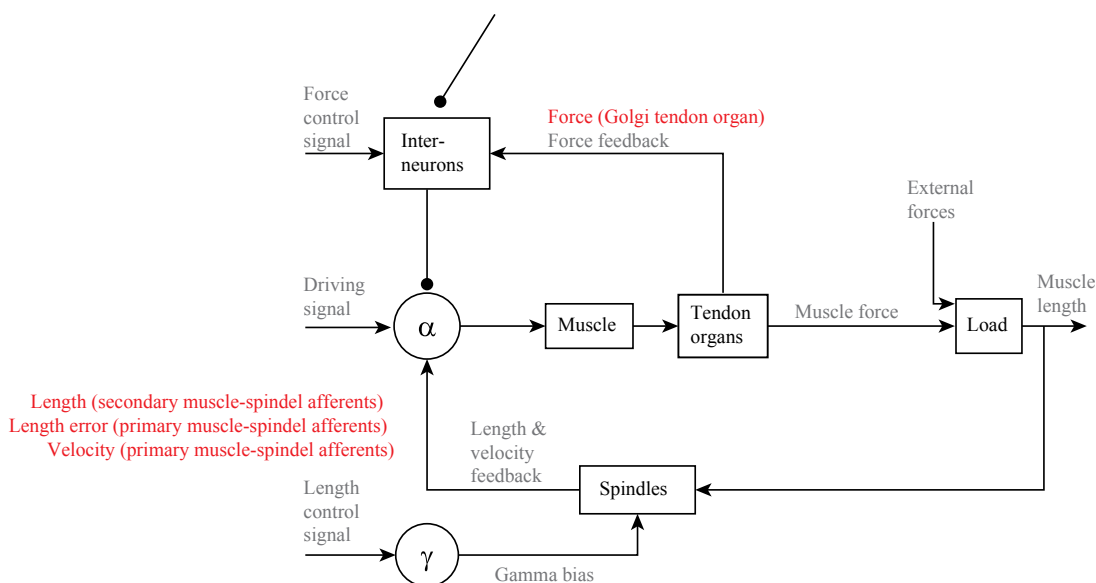 Force
control
signal
Inter-
neurons
Force (Golgi tendon organ)
Force feedback
External
forces
Driving
signal
α
Muscle
Tendon
organs
Muscle force
Load
Muscle
length
Length (secondary muscle-spindel afferents)
Length error (primary muscle-spindel afferents)
Velocity (primary muscle-spindel afferents)
Length &
velocity
feedback
Spindles
Length
control
signal
γ
Gamma bias